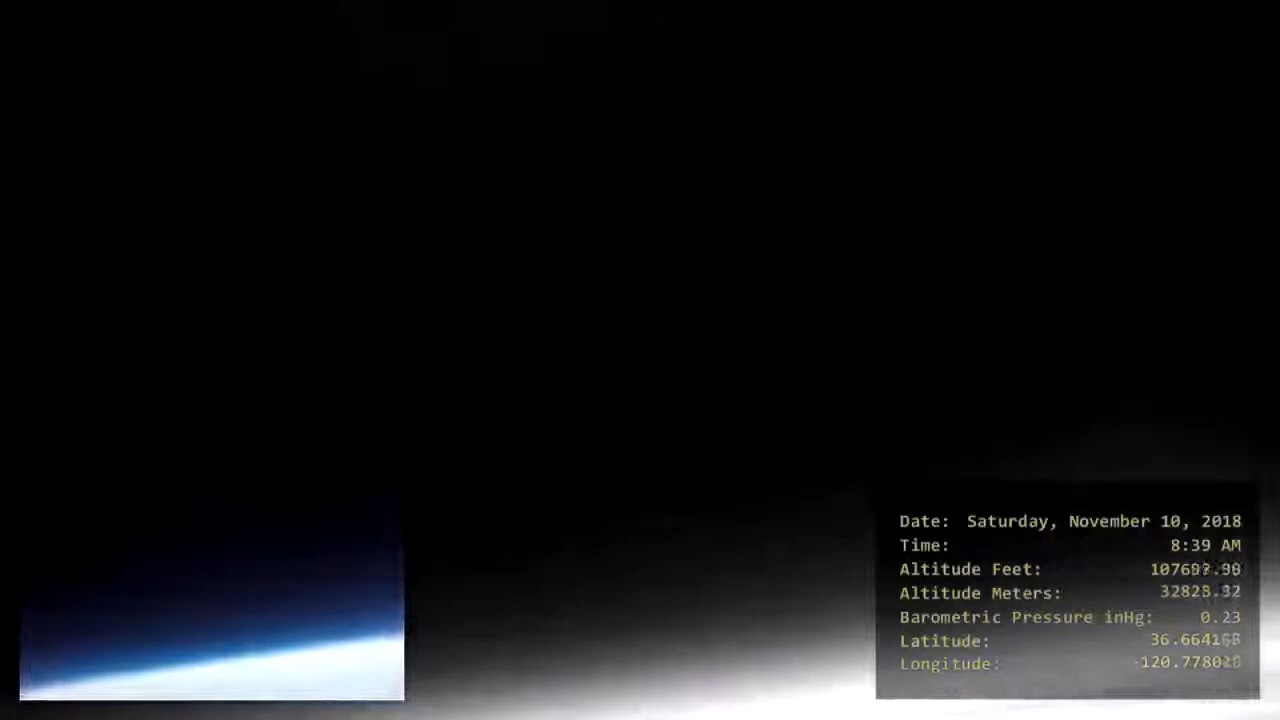 Date: Saturday, November 10, 2018
Time: 8:39 AM
Altitude Feet:
Altitude Meters:
Barometric Pressure inHg: 0.23
Latitude:
Longitude: